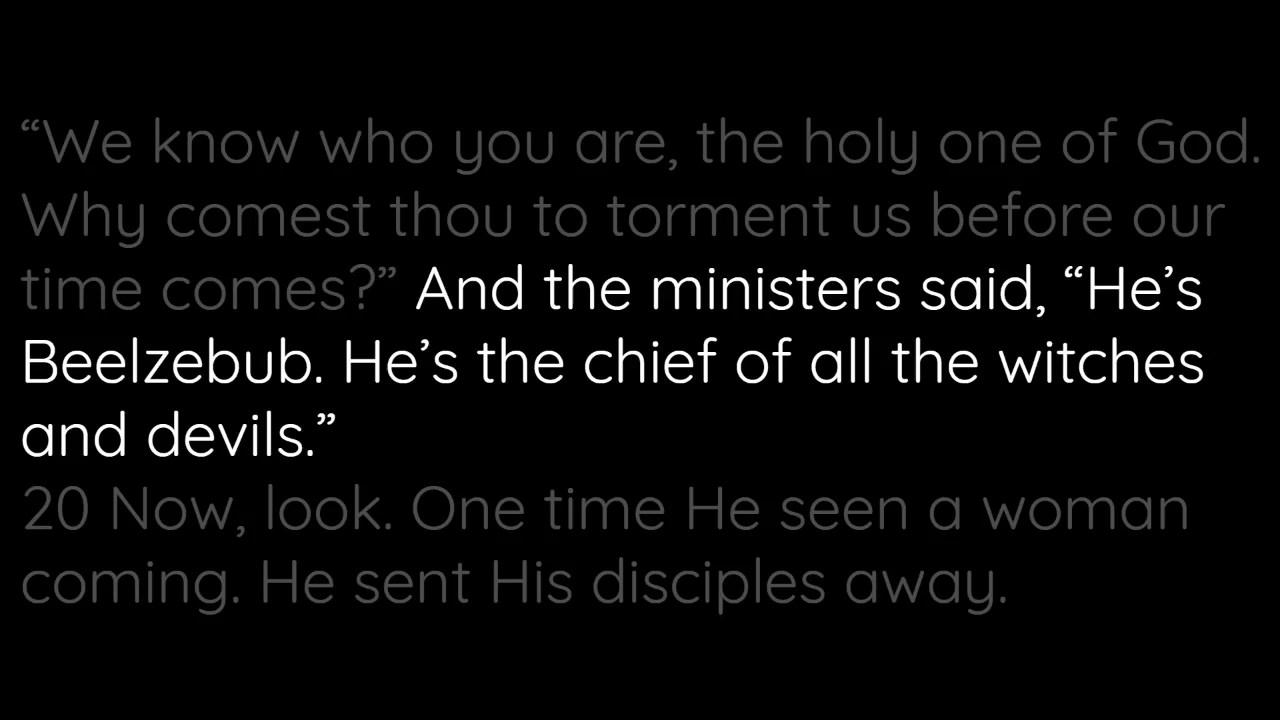 “We know who you are, the holy one of God.
Why comest thou to torment us before our
time comes?” And the ministers said, “He’s
Beelzebub. He’s the chief of all the witches
and devils.”
20 Now, look. One time He seen a woman
coming. He sent His disciples away.